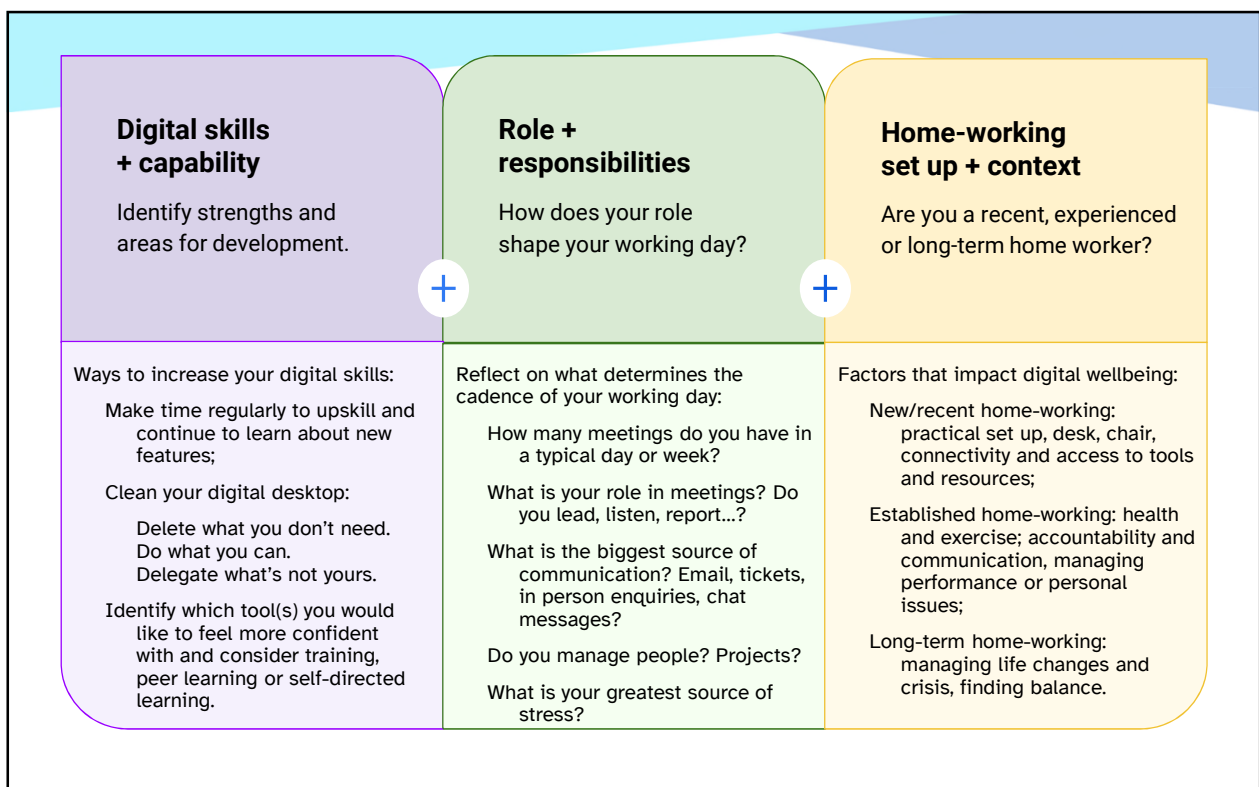 Digital skills
+ capability
Identify strengths and
areas for development.
+
Ways to increase your digital skills:
Make time regularly to upskill and
continue to learn about new
features;
Clean your digital desktop:
Delete what you don’t need.
Do what you can.
Delegate what’s not yours.
Identify which tool(s) you would
like to feel more confident
with and consider training,
peer learning or self-directed
learning.
Role +
responsibilities
How does your role
shape your working day?
+
Reflect on what determines the
cadence of your working day:
How many meetings do you have in
a typical day or week?
What is your role in meetings? Do
you lead, listen, report...?
What is the biggest source of
communication? Email, tickets,
in person enquiries, chat
messages?
Do you manage people? Projects?
What is your greatest source of
stress?
Home-working
set up + context
Are you a recent, experienced
or long-term home worker?
Factors that impact digital wellbeing:
New/recent home-working:
practical set up, desk, chair,
connectivity and access to tools
and resources;
Established home-working: health
and exercise; accountability and
communication, managing
performance or personal
issues;
Long-term home-working:
managing life changes and
crisis, finding balance.